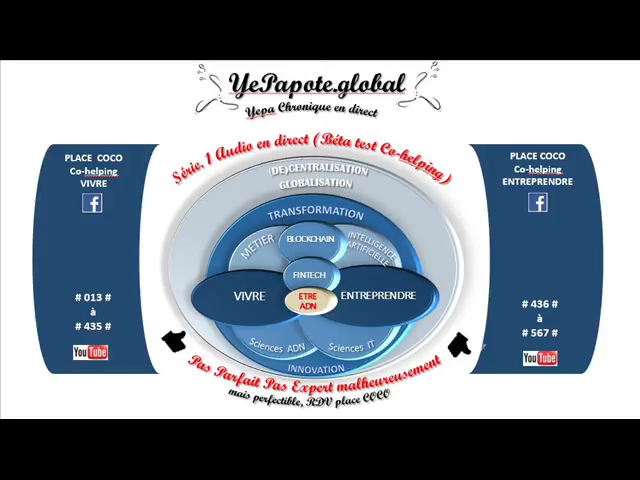 YePapote.global
Yepa Chronique en direct
Série. 1 Audio en direct (Béta test Co-helping)
PLACE COCO
Co-helping
VIVRE
f
# 013 #
à
# 435 #
YouTube
(DE)CENTRALISATION
GLOBALISATION
TRANSFORMATION
METIER
BLOCKCHAIN
INTELLIGENCE
ARTIFICIELLE
FINTECH
VIVRE
ETRE
ADN
ENTREPRENDRE
Sciences ADN
Sciences IT
INNOVATION
PLACE COCO
Co-helping
ENTREPRENDRE
f
# 436 #
à
# 567 #
YouTube
Pas Parfait Pas Expert malheureusement
mais perfectible, RDV place COCO